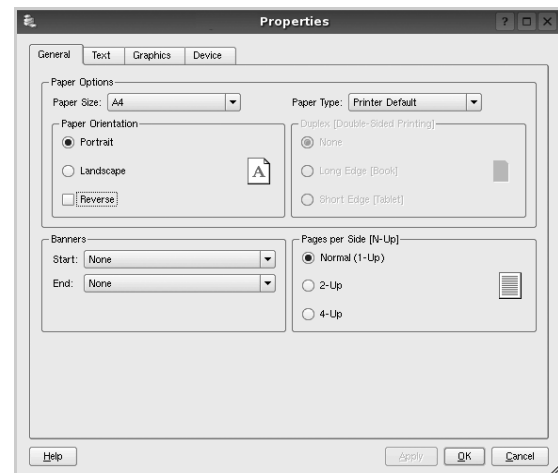 Properties
General Text Graphics Device
Paper Options
Paper Size: A4
Paper Type: Printer Default
Paper Orientation
Portrait
Landscape
Reverse
A
Duplex [Double-Sided Printing]
None
Long Edge [Book]
Short Edge [Tablet]
Banners
Start: None
End: None
Pages per Side [N-Up]
Normal (1-Up)
2-Up
4-Up
Help Apply OK Cancel